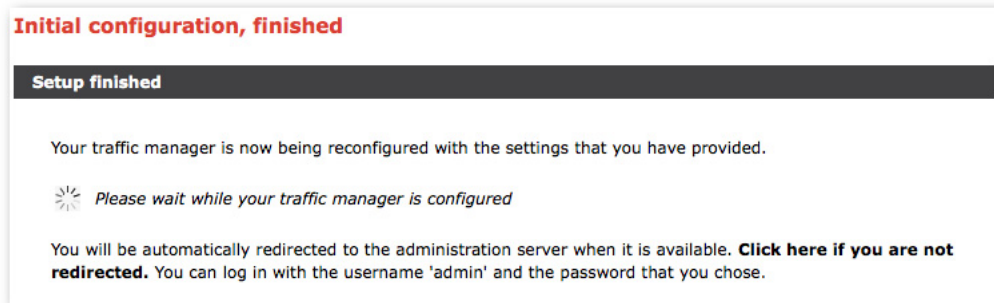 Initial configuration, finished
Setup finished
Your traffic manager is now being reconfigured with the settings that you have provided.
Please wait while your traffic manager is configured
You will be automatically redirected to the administration server when it is available. Click here if you are not
redirected. You can log in with the username 'admin' and the password that you chose.